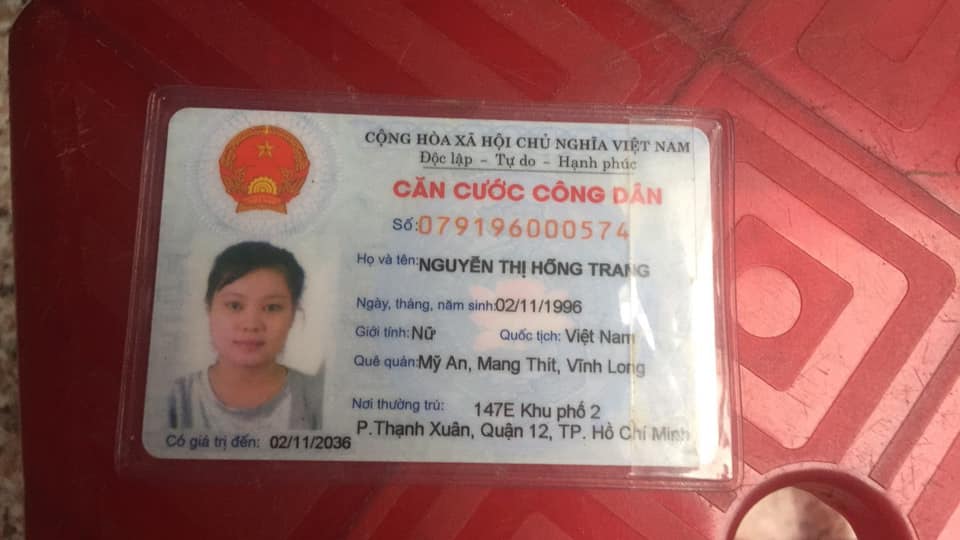 CỘNG HÒA XÃ HỘI CHỦ NGHĨA VIỆT NAM
Độc lập - Tự do - Hạnh phúc
CĂN CƯỚC CÔNG DÂN
Số: 079196000574
Họ và tên: NGUYỄN THỊ HỒNG TRANG
Ngày, tháng, năm sinh: 02/11/1996
Giới tính: Nữ Quốc tịch: Việt Nam
Quê quán: Mỹ An, Mang Thít, Vĩnh Long
Nơi thường trú: 147E Khu phố 2
P.Thạnh Xuân, Quận 12, TP. Hồ Chí Minh
Có giá trị đến: 02/11/2036